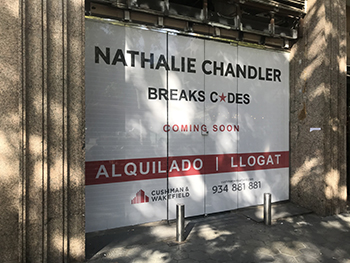 NATHALIE CHANDLER
BREAKS C★DES
COMING SOON
ALQUILADO | LLOGAT
CUSHMAN & WAKEFIELD
934 881 881